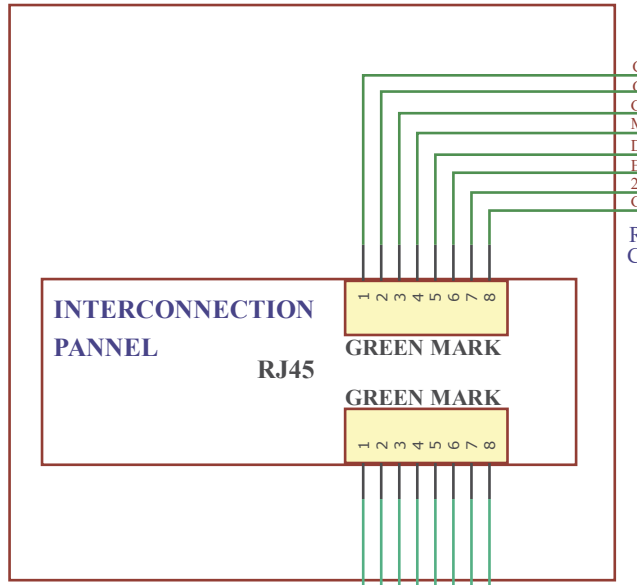 1 2 3 4 5 6 7 8
INTERCONNECTION
PANNEL
GREEN MARK
RJ45
GREEN MARK
1 2 3 4 5 6 7 8